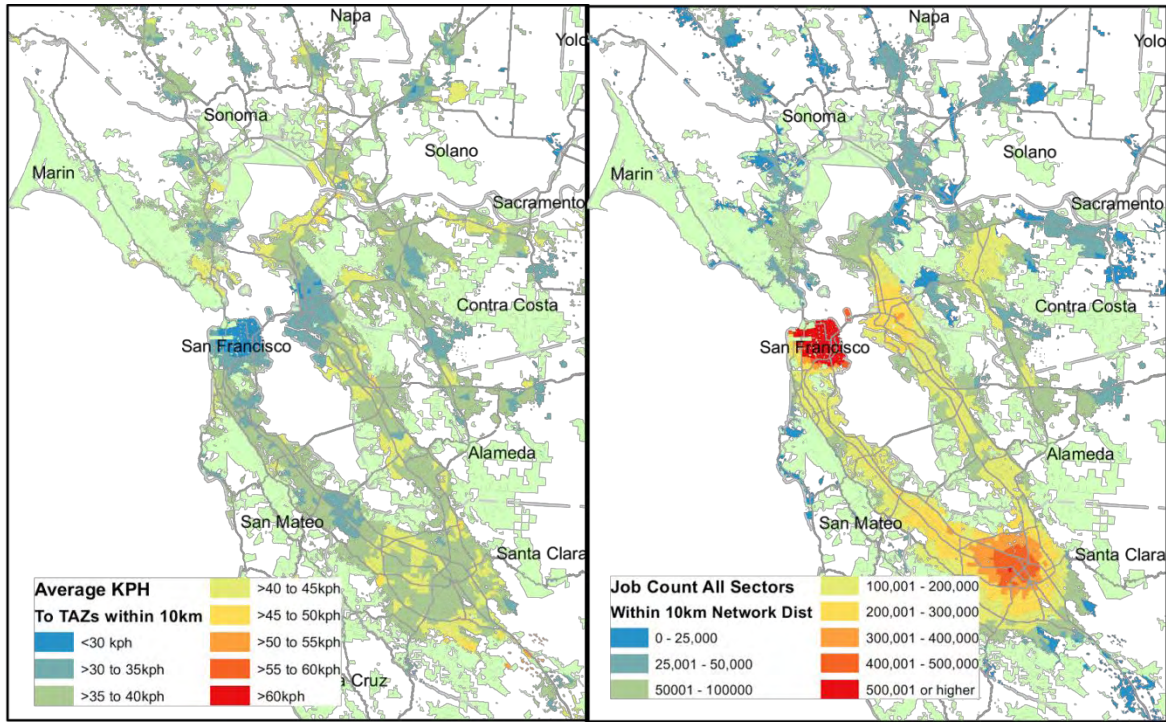 Napa
Yolo
Sonoma
Solano
Marin
Sacramento
Contra Costa
San Francisco
Alameda
San Mateo
Santa Clara
Average KPH
To TAZs within 10km
<30 kph
>30 to 35kph
>35 to 40kph
>40 to 45kph
>45 to 50kph
>50 to 55kph
>55 to 60kph
>60kph
a Cruz
Napa
Yolo
Sonoma
Solano
Marin
Sacramento
Contra Costa
San Francisco
Alameda
San Mateo
Santa Clara
Job Count All Sectors
Within 10km Network Dist
0 - 25,000
25,001 - 50,000
50001 - 100000
100,001 - 200,000
200,001 - 300,000
300,001 - 400,000
400,001 - 500,000
500,001 or higher